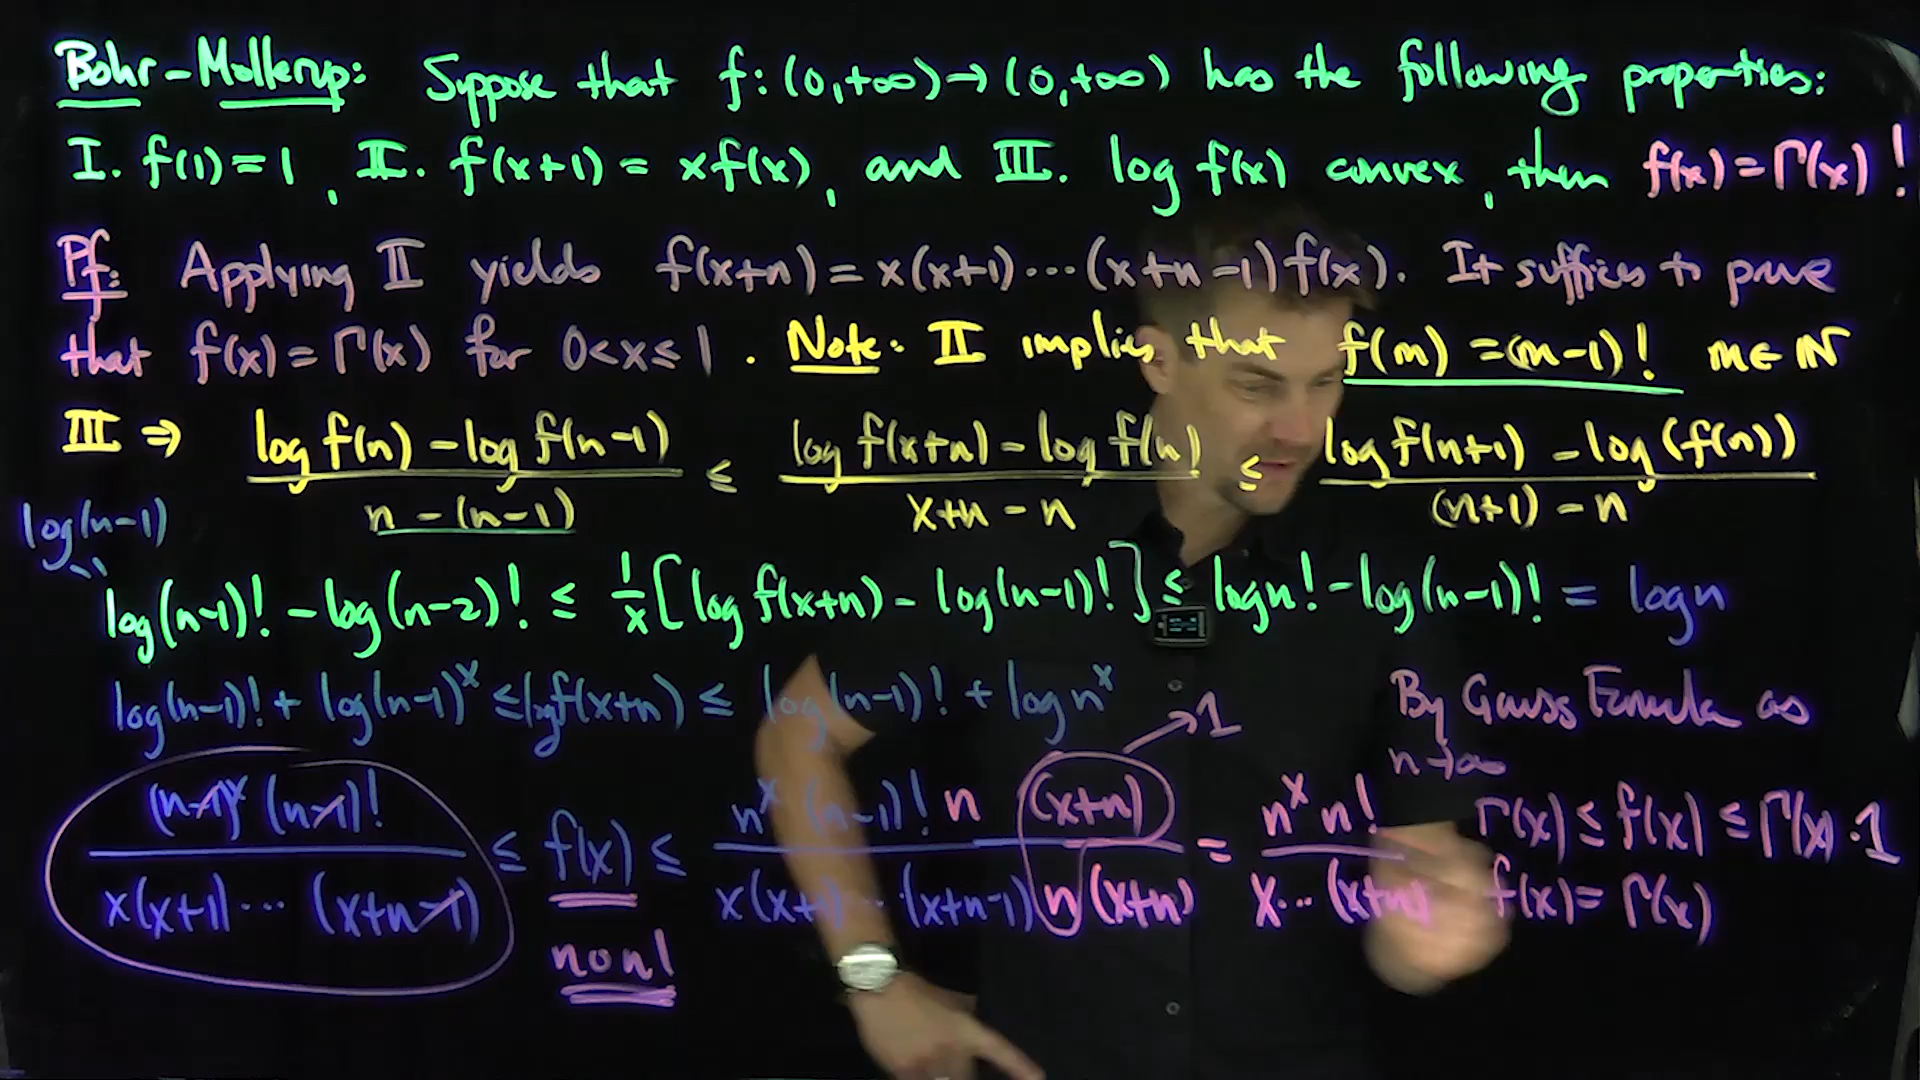 Bohr-Mollerup: Suppose that f: (0,+∞) → (0,+∞) has the following properties:
I. f(1) = 1, II. f(x+1) = x f(x), and III. log f(x) convex, then f(x) = Γ(x)!
Pf: Applying II yields f(x+n) = x(x+1)···(x+n-1) f(x). It suffices to prove
that f(x) = Γ(x) for 0<x≤1. Note: II implies that f(m) = (m-1)! m∈ℕ
III ⇒ (log f(n) - log f(n-1))/(n-(n-1)) ≤ (log f(x+n) - log f(n))/(x+n-n) ≤ (log f(n+1) - log(f(n)))/((n+1)-n)
log(n-1)
log(n-1)! - log(n-2)! ≤ 1/x [log f(x+n) - log(n-1)!] ≤ log n! - log(n-1)! = log n
log(n-1)! + log(n-1)^x ≤ log f(x+n) ≤ log(n-1)! + log n^x
→1
By Gauss Formula as
n→∞
((n-1)^x (n-1)!)/(x(x+1)···(x+n-1)) ≤ f(x) ≤ (n^x (n-1)! n (x+n))/(x(x+1)···(x+n-1) n (x+n)) = (n^x n!)/(x···(x+n))
Γ(x) ≤ f(x) ≤ Γ(x)·1
f(x) = Γ(x)
no n!